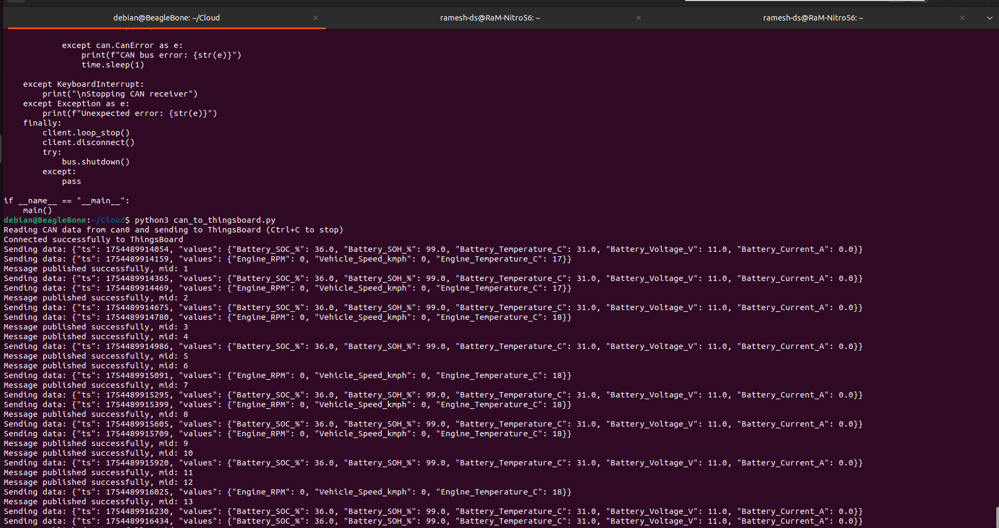 debian@BeagleBone: ~/Cloud
ramesh-ds@RaM-Nitro56: ~
ramesh-ds@RaM-Nitro56: ~
except can.CanError as e:
print(f"CAN bus error: {str(e)}")
time.sleep(1)
except KeyboardInterrupt:
print("\nStopping CAN receiver")
except Exception as e:
print(f"Unexpected error: {str(e)}")
finally:
client.loop_stop()
client.disconnect()
try:
bus.shutdown()
except:
pass
if __name__ == "__main__":
main()
debian@BeagleBone:~/Cloud$ python3 can_to_thingsboard.py
Reading CAN data from can0 and sending to ThingsBoard (Ctrl+C to stop)
Connected successfully to ThingsBoard
Sending data: {"ts": 1754489914054, "values": {"Battery_SOC_%": 36.0, "Battery_SOH_%": 99.0, "Battery_Temperature_C": 31.0, "Battery_Voltage_V": 11.0, "Battery_Current_A": 0.0}}
Sending data: {"ts": 1754489914159, "values": {"Engine_RPM": 0, "Vehicle_Speed_kmph": 0, "Engine_Temperature_C": 17}}
Message published successfully, mid: 1
Sending data: {"ts": 1754489914365, "values": {"Battery_SOC_%": 36.0, "Battery_SOH_%": 99.0, "Battery_Temperature_C": 31.0, "Battery_Voltage_V": 11.0, "Battery_Current_A": 0.0}}
Sending data: {"ts": 1754489914469, "values": {"Engine_RPM": 0, "Vehicle_Speed_kmph": 0, "Engine_Temperature_C": 17}}
Message published successfully, mid: 2
Sending data: {"ts": 1754489914675, "values": {"Battery_SOC_%": 36.0, "Battery_SOH_%": 99.0, "Battery_Temperature_C": 31.0, "Battery_Voltage_V": 11.0, "Battery_Current_A": 0.0}}
Sending data: {"ts": 1754489914780, "values": {"Engine_RPM": 0, "Vehicle_Speed_kmph": 0, "Engine_Temperature_C": 18}}
Message published successfully, mid: 3
Message published successfully, mid: 4
Sending data: {"ts": 1754489914986, "values": {"Battery_SOC_%": 36.0, "Battery_SOH_%": 99.0, "Battery_Temperature_C": 31.0, "Battery_Voltage_V": 11.0, "Battery_Current_A": 0.0}}
Message published successfully, mid: 5
Message published successfully, mid: 6
Sending data: {"ts": 1754489915091, "values": {"Engine_RPM": 0, "Vehicle_Speed_kmph": 0, "Engine_Temperature_C": 18}}
Message published successfully, mid: 7
Sending data: {"ts": 1754489915295, "values": {"Battery_SOC_%": 36.0, "Battery_SOH_%": 99.0, "Battery_Temperature_C": 31.0, "Battery_Voltage_V": 11.0, "Battery_Current_A": 0.0}}
Sending data: {"ts": 1754489915399, "values": {"Engine_RPM": 0, "Vehicle_Speed_kmph": 0, "Engine_Temperature_C": 18}}
Message published successfully, mid: 8
Sending data: {"ts": 1754489915605, "values": {"Battery_SOC_%": 36.0, "Battery_SOH_%": 99.0, "Battery_Temperature_C": 31.0, "Battery_Voltage_V": 11.0, "Battery_Current_A": 0.0}}
Sending data: {"ts": 1754489915709, "values": {"Engine_RPM": 0, "Vehicle_Speed_kmph": 0, "Engine_Temperature_C": 18}}
Message published successfully, mid: 9
Message published successfully, mid: 10
Sending data: {"ts": 1754489915920, "values": {"Battery_SOC_%": 36.0, "Battery_SOH_%": 99.0, "Battery_Temperature_C": 31.0, "Battery_Voltage_V": 11.0, "Battery_Current_A": 0.0}}
Message published successfully, mid: 11
Message published successfully, mid: 12
Sending data: {"ts": 1754489916025, "values": {"Engine_RPM": 0, "Vehicle_Speed_kmph": 0, "Engine_Temperature_C": 18}}
Message published successfully, mid: 13
Sending data: {"ts": 1754489916230, "values": {"Battery_SOC_%": 36.0, "Battery_SOH_%": 99.0, "Battery_Temperature_C": 31.0, "Battery_Voltage_V": 11.0, "Battery_Current_A": 0.0}}
Sending data: {"ts": 1754489916434, "values": {"Battery_SOC_%": 36.0, "Battery_SOH_%": 99.0, "Battery_Temperature_C": 31.0, "Battery_Voltage_V": 11.0, "Battery_Current_A": 0.0}}